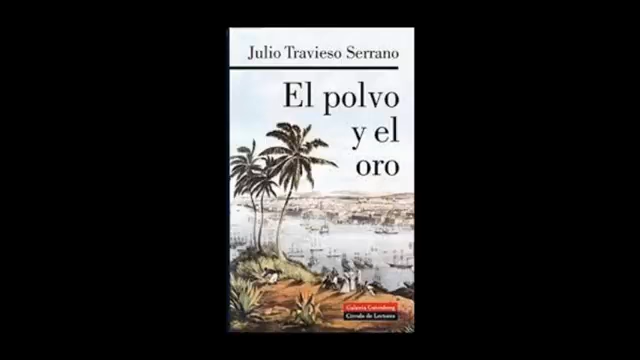 Julio Travieso Serrano
El polvo
y el
oro
Galaxia Gutenberg
Círculo de Lectores